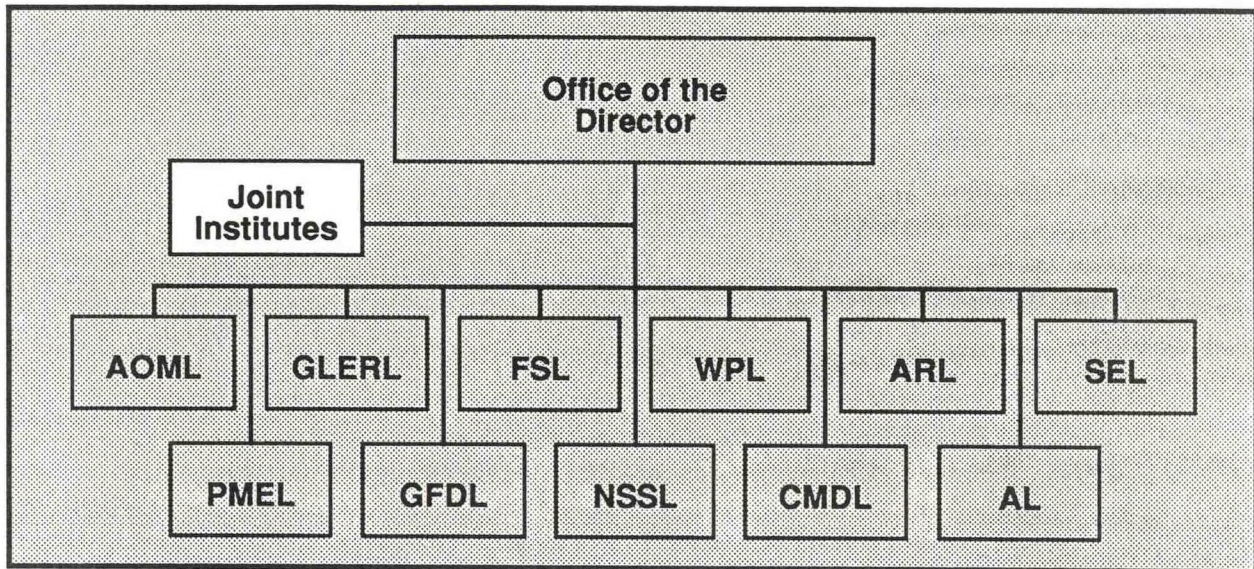 Office of the
Director
Joint
Institutes
AOML
GLERL
FSL
WPL
ARL
SEL
PMEL
GFDL
NSSL
CMDL
AL